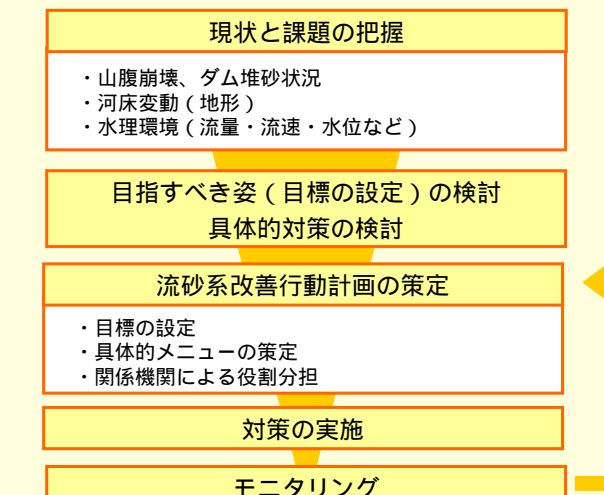 現状と課題の把握
・山腹崩壊、ダム堆砂状況
・河床変動（地形）
・水理環境（流量・流速・水位など）
目指すべき姿（目標の設定）の検討
具体的対策の検討
流砂系改善行動計画の策定
・目標の設定
・具体的メニューの策定
・関係機関による役割分担
対策の実施
モニタリング